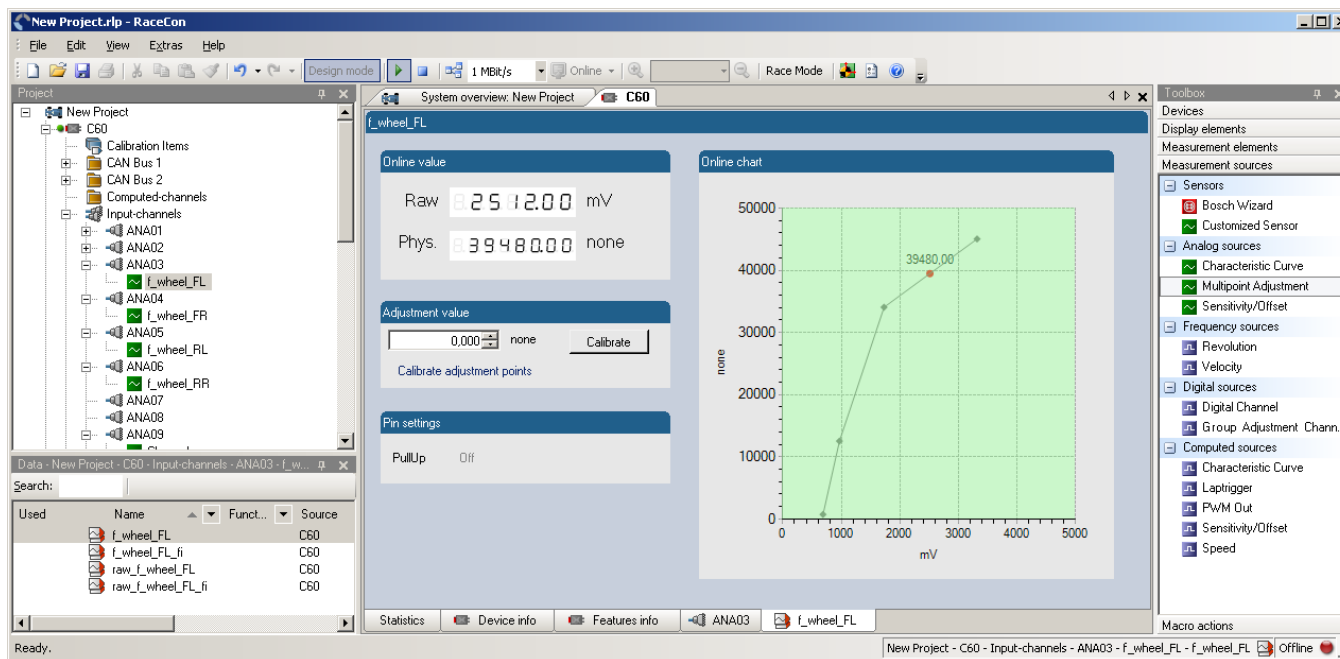 New Project.rlp - RaceCon
File Edit View Extras Help
Design mode 1 MBit/s Online Race Mode
Project
New Project
C60
Calibration Items
CAN Bus 1
CAN Bus 2
Computed-channels
Input-channels
ANA01
ANA02
ANA03
f_wheel_FL
ANA04
f_wheel_FR
ANA05
f_wheel_RL
ANA06
f_wheel_RR
ANA07
ANA08
ANA09
Data - New Project - C60 - Input-channels - ANA03 - f_w...
Search:
Used Name Funct... Source
f_wheel_FL C60
f_wheel_FL_fi C60
raw_f_wheel_FL C60
raw_f_wheel_FL_fi C60
System overview: New Project C60
f_wheel_FL
Online value
Raw 2512.00 mV
Phys. 39480.00 none
Adjustment value
0,000 none Calibrate
Calibrate adjustment points
Pin settings
PullUp Off
Online chart
50000
40000
30000
20000
10000
0
none
39480,00
0 1000 2000 3000 4000 5000
mV
Statistics Device info Features info ANA03 f_wheel_FL
Toolbox
Devices
Display elements
Measurement elements
Measurement sources
Sensors
Bosch Wizard
Customized Sensor
Analog sources
Characteristic Curve
Multipoint Adjustment
Sensitivity/Offset
Frequency sources
Revolution
Velocity
Digital sources
Digital Channel
Group Adjustment Chann.
Computed sources
Characteristic Curve
Laptrigger
PWM Out
Sensitivity/Offset
Speed
Macro actions
Ready.
New Project - C60 - Input-channels - ANA03 - f_wheel_FL - f_wheel_FL Offline